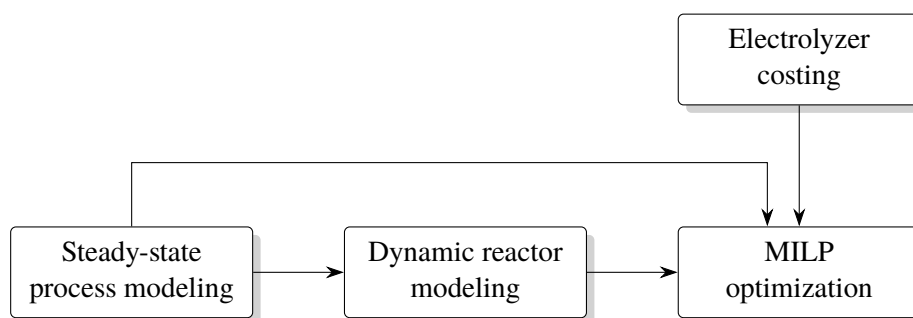 Electrolyzer
costing
Steady-state
process modeling
Dynamic reactor
modeling
MILP
optimization